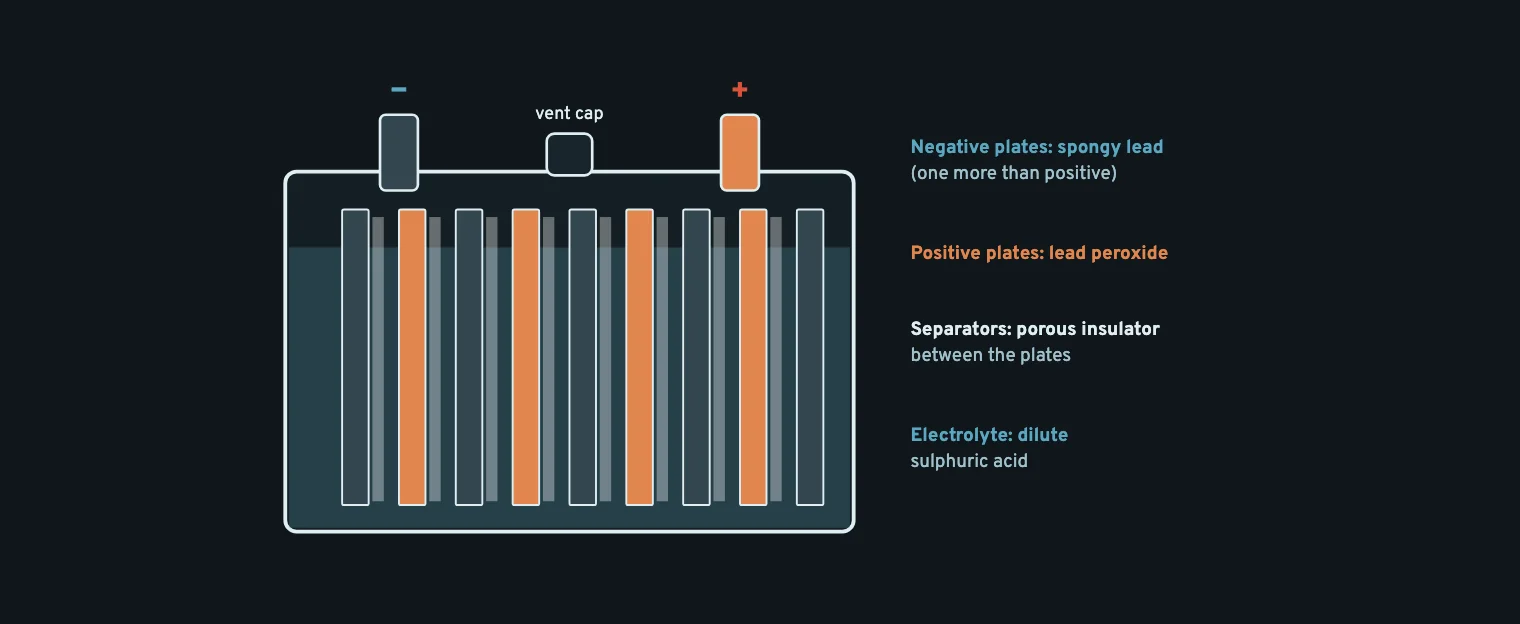 −
+
vent cap
Negative plates: spongy lead
(one more than positive)
Positive plates: lead peroxide
Separators: porous insulator
between the plates
Electrolyte: dilute
sulphuric acid